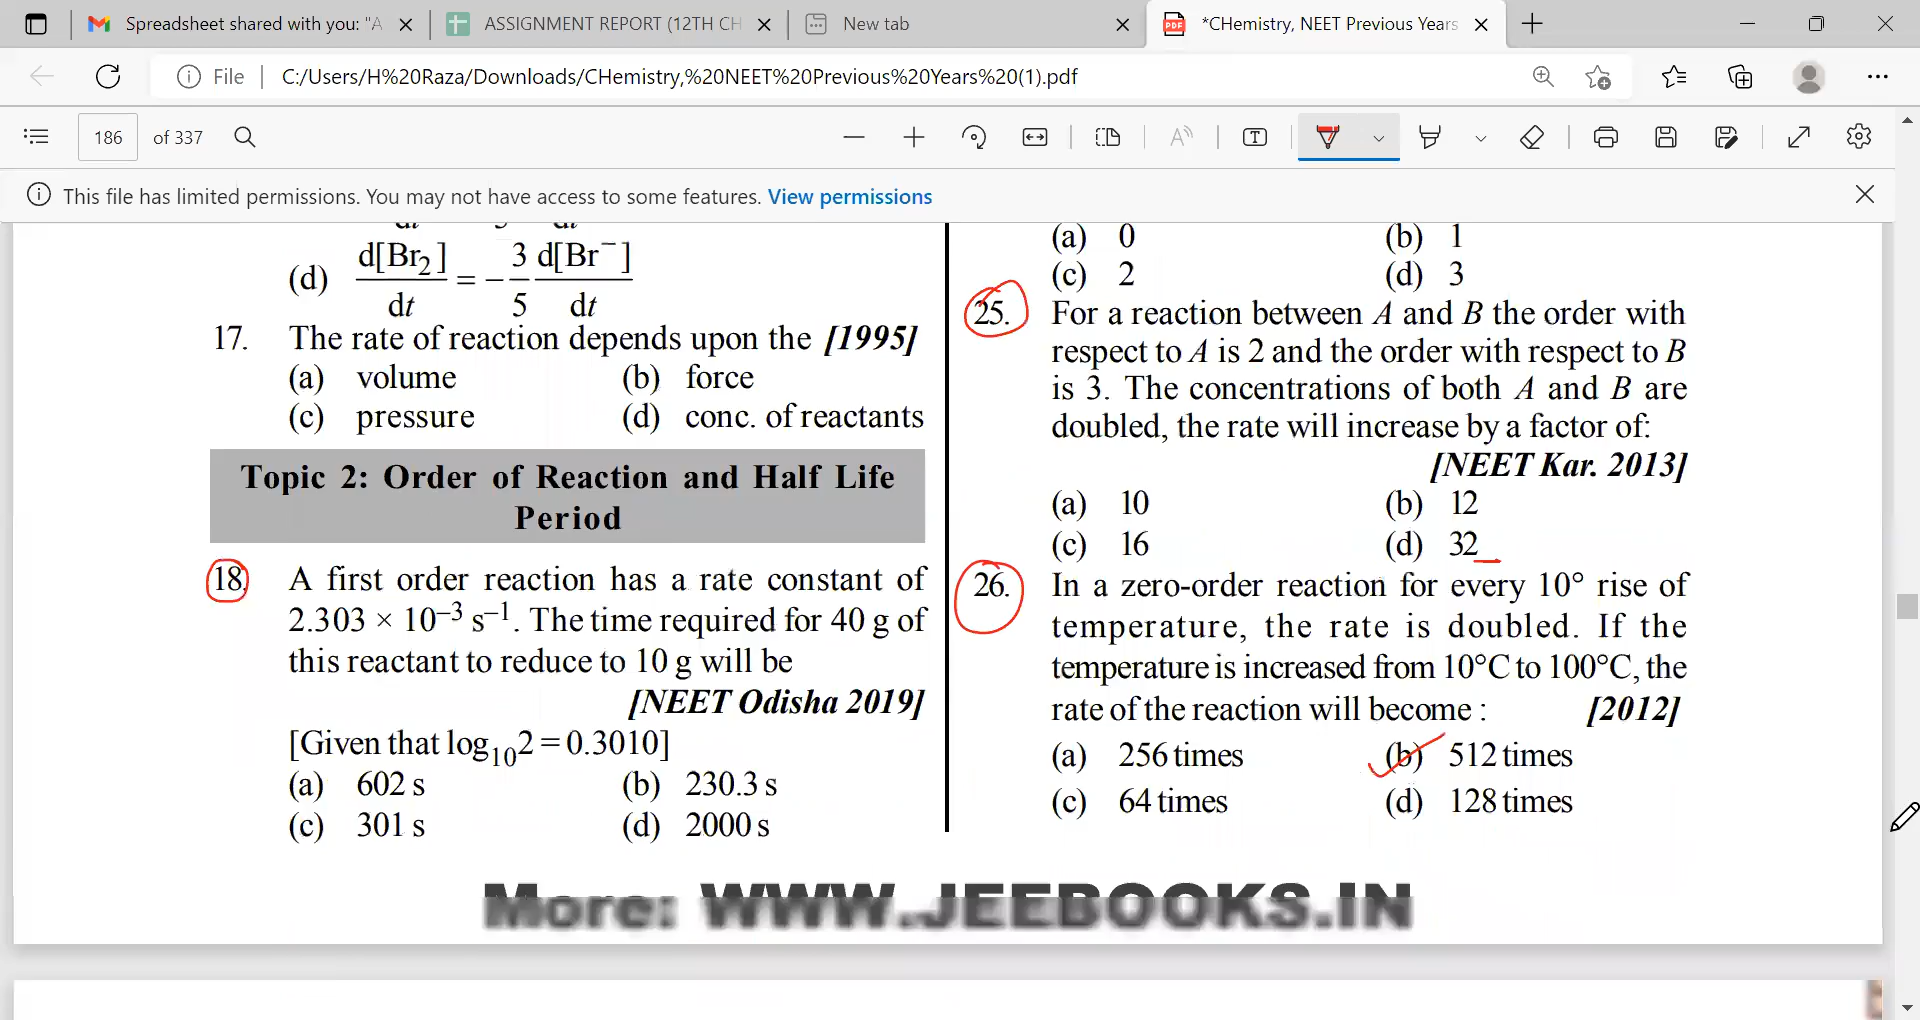 Spreadsheet shared with you: "A
ASSIGNMENT REPORT (12TH CH
New tab
*CHemistry, NEET Previous Years
File
C:/Users/H%20Raza/Downloads/CHemistry,%20NEET%20Previous%20Years%20(1).pdf
186 of 337
This file has limited permissions. You may not have access to some features. View permissions
(d) d[Br₂]/dt = −3/5 d[Br⁻]/dt
17. The rate of reaction depends upon the [1995]
(a) volume (b) force
(c) pressure (d) conc. of reactants
Topic 2: Order of Reaction and Half Life
Period
18. A first order reaction has a rate constant of
2.303 × 10⁻³ s⁻¹. The time required for 40 g of
this reactant to reduce to 10 g will be
[NEET Odisha 2019]
[Given that log₁₀2 = 0.3010]
(a) 602 s (b) 230.3 s
(c) 301 s (d) 2000 s
(a) 0 (b) 1
(c) 2 (d) 3
25. For a reaction between A and B the order with
respect to A is 2 and the order with respect to B
is 3. The concentrations of both A and B are
doubled, the rate will increase by a factor of:
[NEET Kar. 2013]
(a) 10 (b) 12
(c) 16 (d) 32
26. In a zero-order reaction for every 10° rise of
temperature, the rate is doubled. If the
temperature is increased from 10°C to 100°C, the
rate of the reaction will become : [2012]
(a) 256 times (b) 512 times
(c) 64 times (d) 128 times
More: WWW.JEEBOOKS.IN